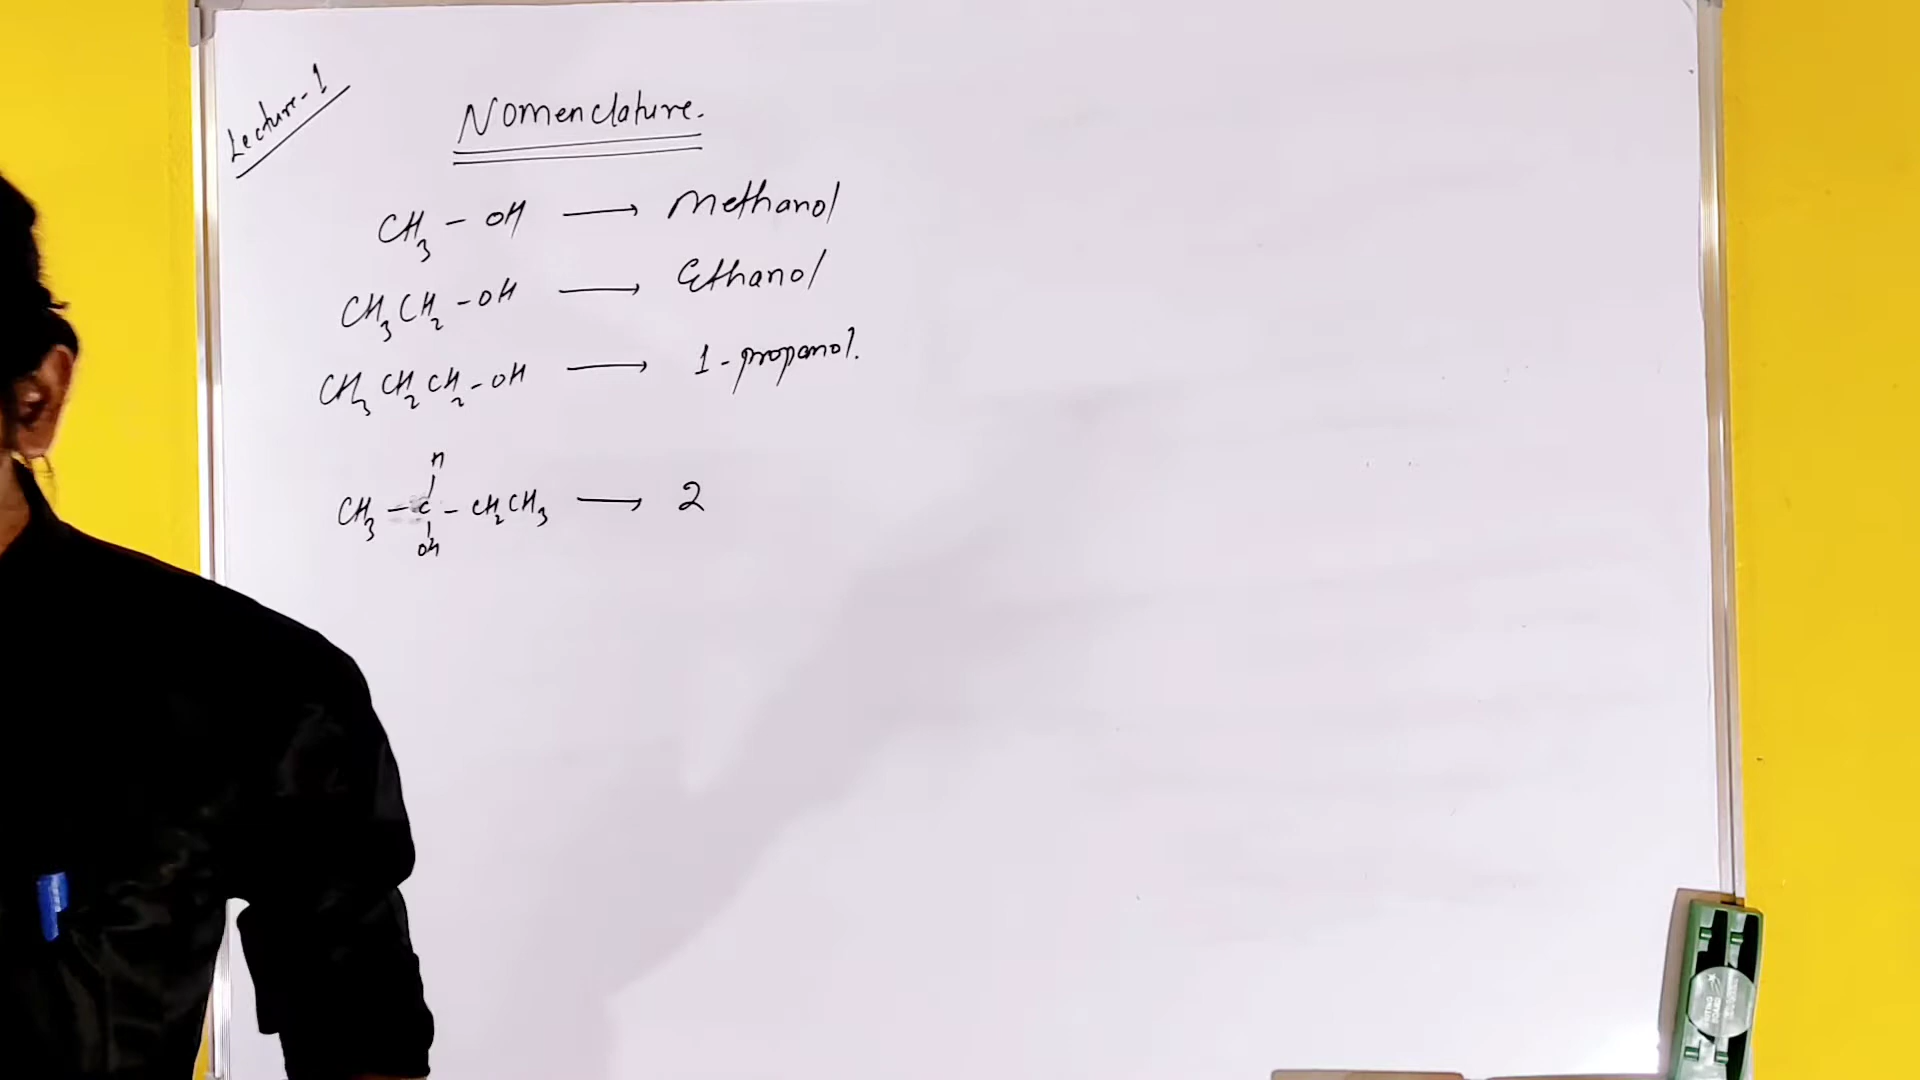 Lecture-1
Nomenclature.
CH₃ – OH ⟶ Methanol
CH₃CH₂ – OH ⟶ Ethanol
CH₃ CH₂ CH₂ – OH ⟶ 1-propanol.
H
CH₃ – C – CH₂CH₃ ⟶ 2
OH